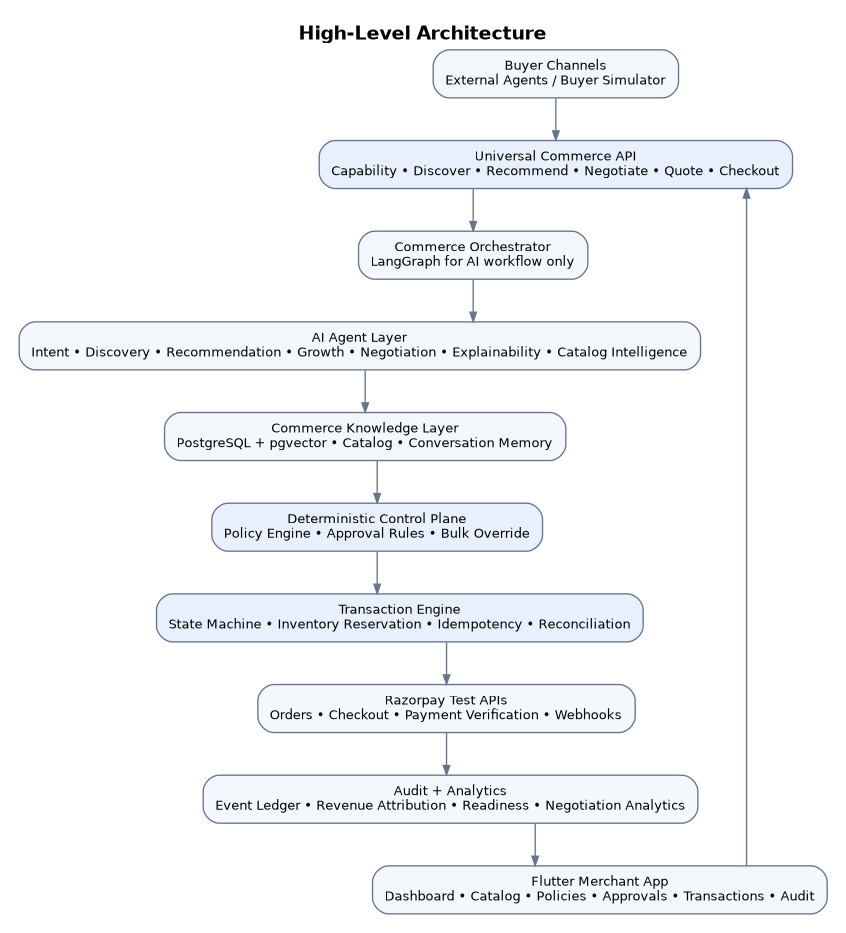 High-Level Architecture
Buyer Channels
External Agents / Buyer Simulator
Universal Commerce API
Capability • Discover • Recommend • Negotiate • Quote • Checkout
Commerce Orchestrator
LangGraph for AI workflow only
AI Agent Layer
Intent • Discovery • Recommendation • Growth • Negotiation • Explainability • Catalog Intelligence
Commerce Knowledge Layer
PostgreSQL + pgvector • Catalog • Conversation Memory
Deterministic Control Plane
Policy Engine • Approval Rules • Bulk Override
Transaction Engine
State Machine • Inventory Reservation • Idempotency • Reconciliation
Razorpay Test APIs
Orders • Checkout • Payment Verification • Webhooks
Audit + Analytics
Event Ledger • Revenue Attribution • Readiness • Negotiation Analytics
Flutter Merchant App
Dashboard • Catalog • Policies • Approvals • Transactions • Audit